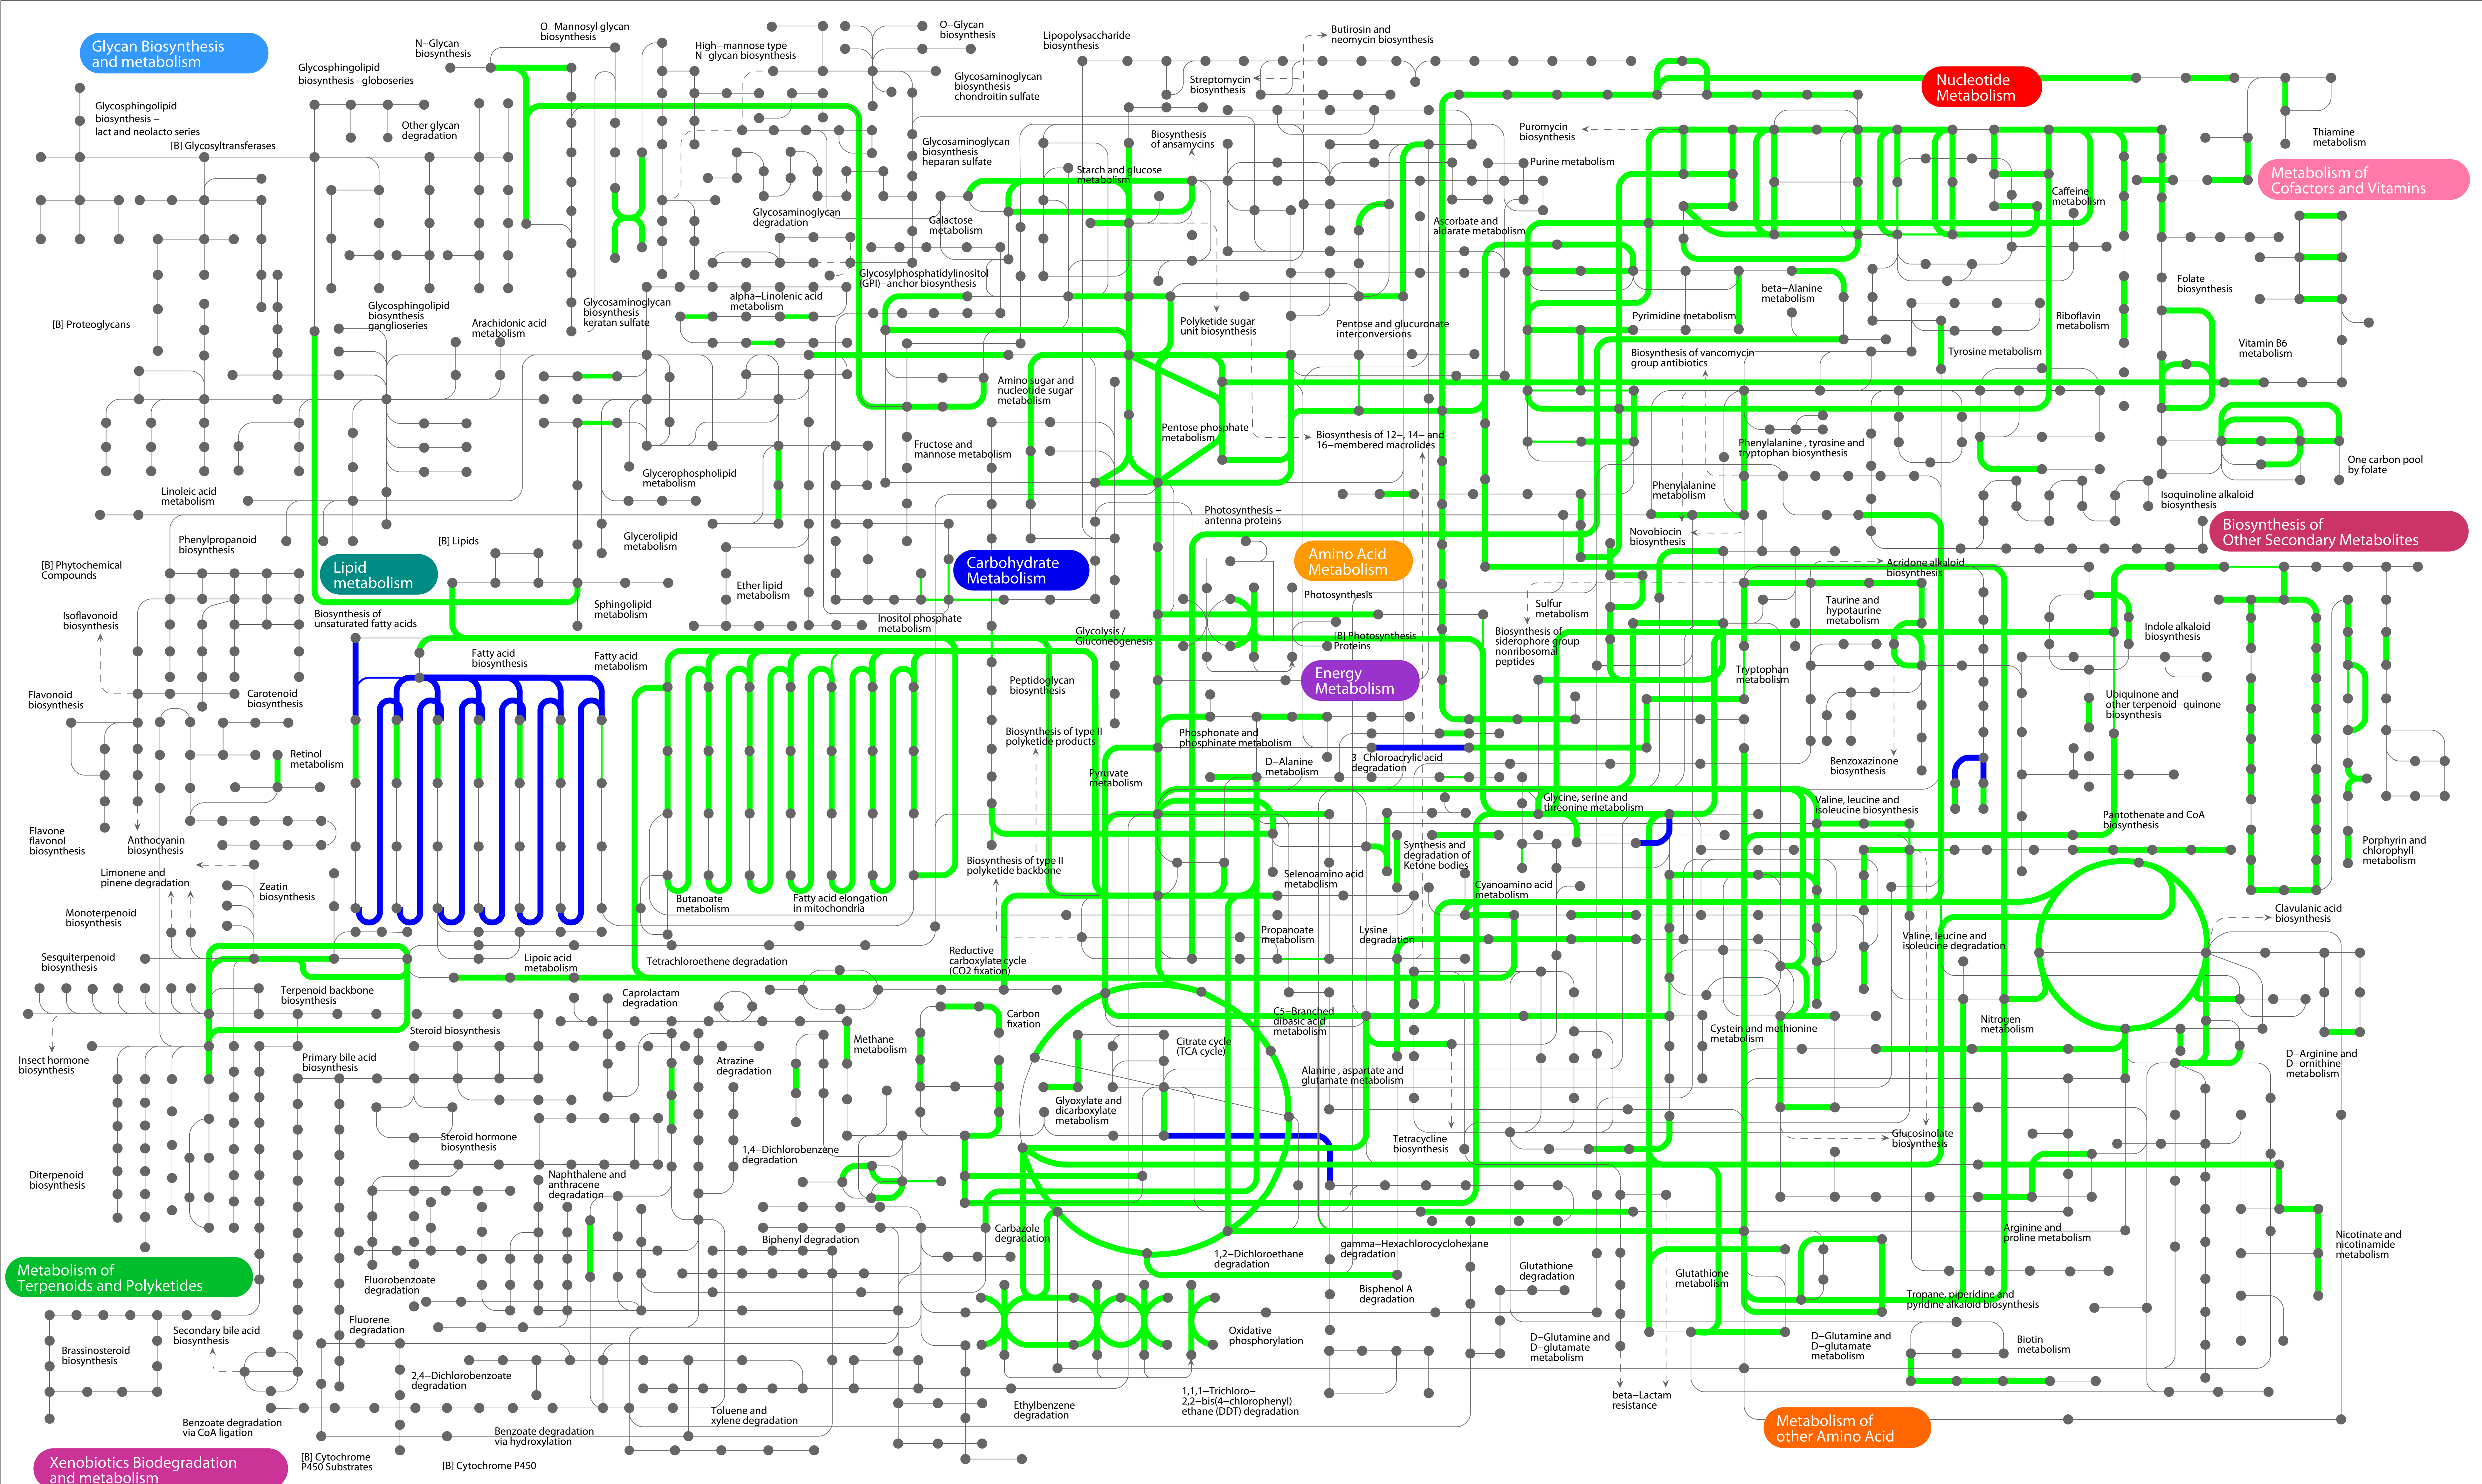 Glycan Biosynthesis
and metabolism
N−Glycan
biosynthesis
O−Mannosyl glycan
biosynthesis
High−mannose type
N−glycan biosynthesis
O−Glycan
biosynthesis
Lipopolysaccharide
biosynthesis
Butirosin and
neomycin biosynthesis
Glycosphingolipid
biosynthesis - globoseries
Glycosaminoglycan
biosynthesis
chondroitin sulfate
Streptomycin
biosynthesis
Nucleotide
Metabolism
Glycosphingolipid
biosynthesis −
lact and neolacto series
Other glycan
degradation
[B] Glycosyltransferases
Glycosaminoglycan
biosynthesis
heparan sulfate
Biosynthesis
of ansamycins
Puromycin
biosynthesis
Thiamine
metabolism
Starch and glucose
metabolism
Purine metabolism
Metabolism of
Cofactors and Vitamins
Caffeine
metabolism
Glycosaminoglycan
degradation
Galactose
metabolism
Ascorbate and
aldarate metabolism
Glycosylphosphatidylinositol
(GPI)−anchor biosynthesis
Folate
biosynthesis
beta−Alanine
metabolism
alpha−Linolenic acid
metabolism
Glycosphingolipid
biosynthesis
ganglioseries
Glycosaminoglycan
biosynthesis
keratan sulfate
[B] Proteoglycans
Arachidonic acid
metabolism
Polyketide sugar
unit biosynthesis
Pentose and glucuronate
interconversions
Pyrimidine metabolism
Riboflavin
metabolism
Vitamin B6
metabolism
Biosynthesis of vancomycin
group antibiotics
Tyrosine metabolism
Amino sugar and
nucleotide sugar
metabolism
Pentose phosphate
metabolism
Biosynthesis of 12−, 14− and
16−membered macrolides
Fructose and
mannose metabolism
Phenylalanine , tyrosine and
tryptophan biosynthesis
One carbon pool
by folate
Glycerophospholipid
metabolism
Linoleic acid
metabolism
Phenylalanine
metabolism
Isoquinoline alkaloid
biosynthesis
Photosynthesis −
antenna proteins
Biosynthesis of
Other Secondary Metabolites
Phenylpropanoid
biosynthesis
[B] Lipids
Glycerolipid
metabolism
Novobiocin
biosynthesis
[B] Phytochemical
Compounds
Lipid
metabolism
Carbohydrate
Metabolism
Amino Acid
Metabolism
Acridone alkaloid
biosynthesis
Ether lipid
metabolism
Photosynthesis
Isoflavonoid
biosynthesis
Biosynthesis of
unsaturated fatty acids
Sphingolipid
metabolism
Inositol phosphate
metabolism
Glycolysis /
Gluconeogenesis
[B] Photosynthesis
Proteins
Sulfur
metabolism
Taurine and
hypotaurine
metabolism
Indole alkaloid
biosynthesis
Biosynthesis of
siderophore group
nonribosomal
peptides
Fatty acid
biosynthesis
Fatty acid
metabolism
Energy
Metabolism
Tryptophan
metabolism
Peptidoglycan
biosynthesis
Flavonoid
biosynthesis
Carotenoid
biosynthesis
Ubiquinone and
other terpenoid−quinone
biosynthesis
Biosynthesis of type II
polyketide products
Phosphonate and
phosphinate metabolism
Retinol
metabolism
D−Alanine
metabolism
3−Chloroacrylic acid
degradation
Benzoxazinone
biosynthesis
Pyruvate
metabolism
Glycine, serine and
threonine metabolism
Valine, leucine and
isoleucine biosynthesis
Pantothenate and CoA
biosynthesis
Flavone
flavonol
biosynthesis
Anthocyanin
biosynthesis
Synthesis and
degradation of
Ketone bodies
Porphyrin and
chlorophyll
metabolism
Limonene and
pinene degradation
Biosynthesis of type II
polyketide backbone
Zeatin
biosynthesis
Selenoamino acid
metabolism
Cyanoamino acid
metabolism
Butanoate
metabolism
Fatty acid elongation
in mitochondria
Monoterpenoid
biosynthesis
Clavulanic acid
biosynthesis
Propanoate
metabolism
Lysine
degradation
Valine, leucine and
isoleucine degradation
Sesquiterpenoid
biosynthesis
Lipoic acid
metabolism
Tetrachloroethene degradation
Reductive
carboxylate cycle
(CO2 fixation)
Terpenoid backbone
biosynthesis
Caprolactam
degradation
Carbon
fixation
C5−Branched
dibasic acid
metabolism
Nitrogen
metabolism
Steroid biosynthesis
Cystein and methionine
metabolism
Methane
metabolism
Citrate cycle
(TCA cycle)
Insect hormone
biosynthesis
Primary bile acid
biosynthesis
Atrazine
degradation
D−Arginine and
D−ornithine
metabolism
Alanine , aspartate and
glutamate metabolism
Glyoxylate and
dicarboxylate
metabolism
Steroid hormone
biosynthesis
1,4−Dichlorobenzene
degradation
Tetracycline
biosynthesis
Glucosinolate
biosynthesis
Diterpenoid
biosynthesis
Naphthalene and
anthracene
degradation
Carbazole
degradation
Arginine and
proline metabolism
Biphenyl degradation
1,2−Dichloroethane
degradation
gamma−Hexachlorocyclohexane
degradation
Nicotinate and
nicotinamide
metabolism
Metabolism of
Terpenoids and Polyketides
Fluorobenzoate
degradation
Glutathione
degradation
Glutathione
metabolism
Bisphenol A
degradation
Tropane, piperidine and
pyridine alkaloid biosynthesis
Fluorene
degradation
Secondary bile acid
biosynthesis
Oxidative
phosphorylation
D−Glutamine and
D−glutamate
metabolism
D−Glutamine and
D−glutamate
metabolism
Biotin
metabolism
Brassinosteroid
biosynthesis
2,4−Dichlorobenzoate
degradation
1,1,1−Trichloro−
2,2−bis(4−chlorophenyl)
ethane (DDT) degradation
beta−Lactam
resistance
Ethylbenzene
degradation
Toluene and
xylene degradation
Metabolism of
other Amino Acid
Benzoate degradation
via CoA ligation
Benzoate degradation
via hydroxylation
Xenobiotics Biodegradation
and metabolism
[B] Cytochrome
P450 Substrates
[B] Cytochrome P450